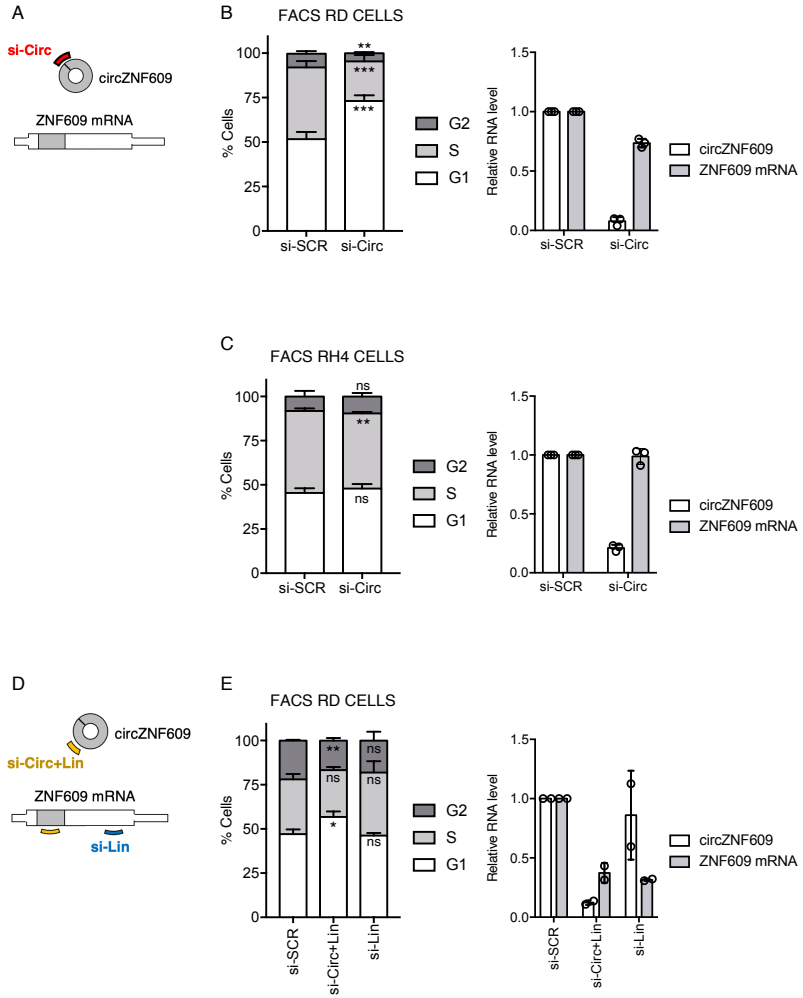 A
si-Circ
circZNF609
ZNF609 mRNA
B
FACS RD CELLS
% Cells
100
75
50
25
0
**
***
***
si-SCR
si-Circ
G2
S
G1
Relative RNA level
1.5
1.0
0.5
0.0
si-SCR
si-Circ
circZNF609
ZNF609 mRNA
C
FACS RH4 CELLS
% Cells
100
75
50
25
0
ns
**
ns
si-SCR
si-Circ
G2
S
G1
Relative RNA level
1.5
1.0
0.5
0.0
si-SCR
si-Circ
circZNF609
ZNF609 mRNA
D
circZNF609
si-Circ+Lin
ZNF609 mRNA
si-Lin
E
FACS RD CELLS
% Cells
100
75
50
25
0
**
ns
*
ns
ns
ns
si-SCR
si-Circ+Lin
si-Lin
G2
S
G1
Relative RNA level
1.5
1.0
0.5
0.0
si-SCR
si-Circ+Lin
si-Lin
circZNF609
ZNF609 mRNA